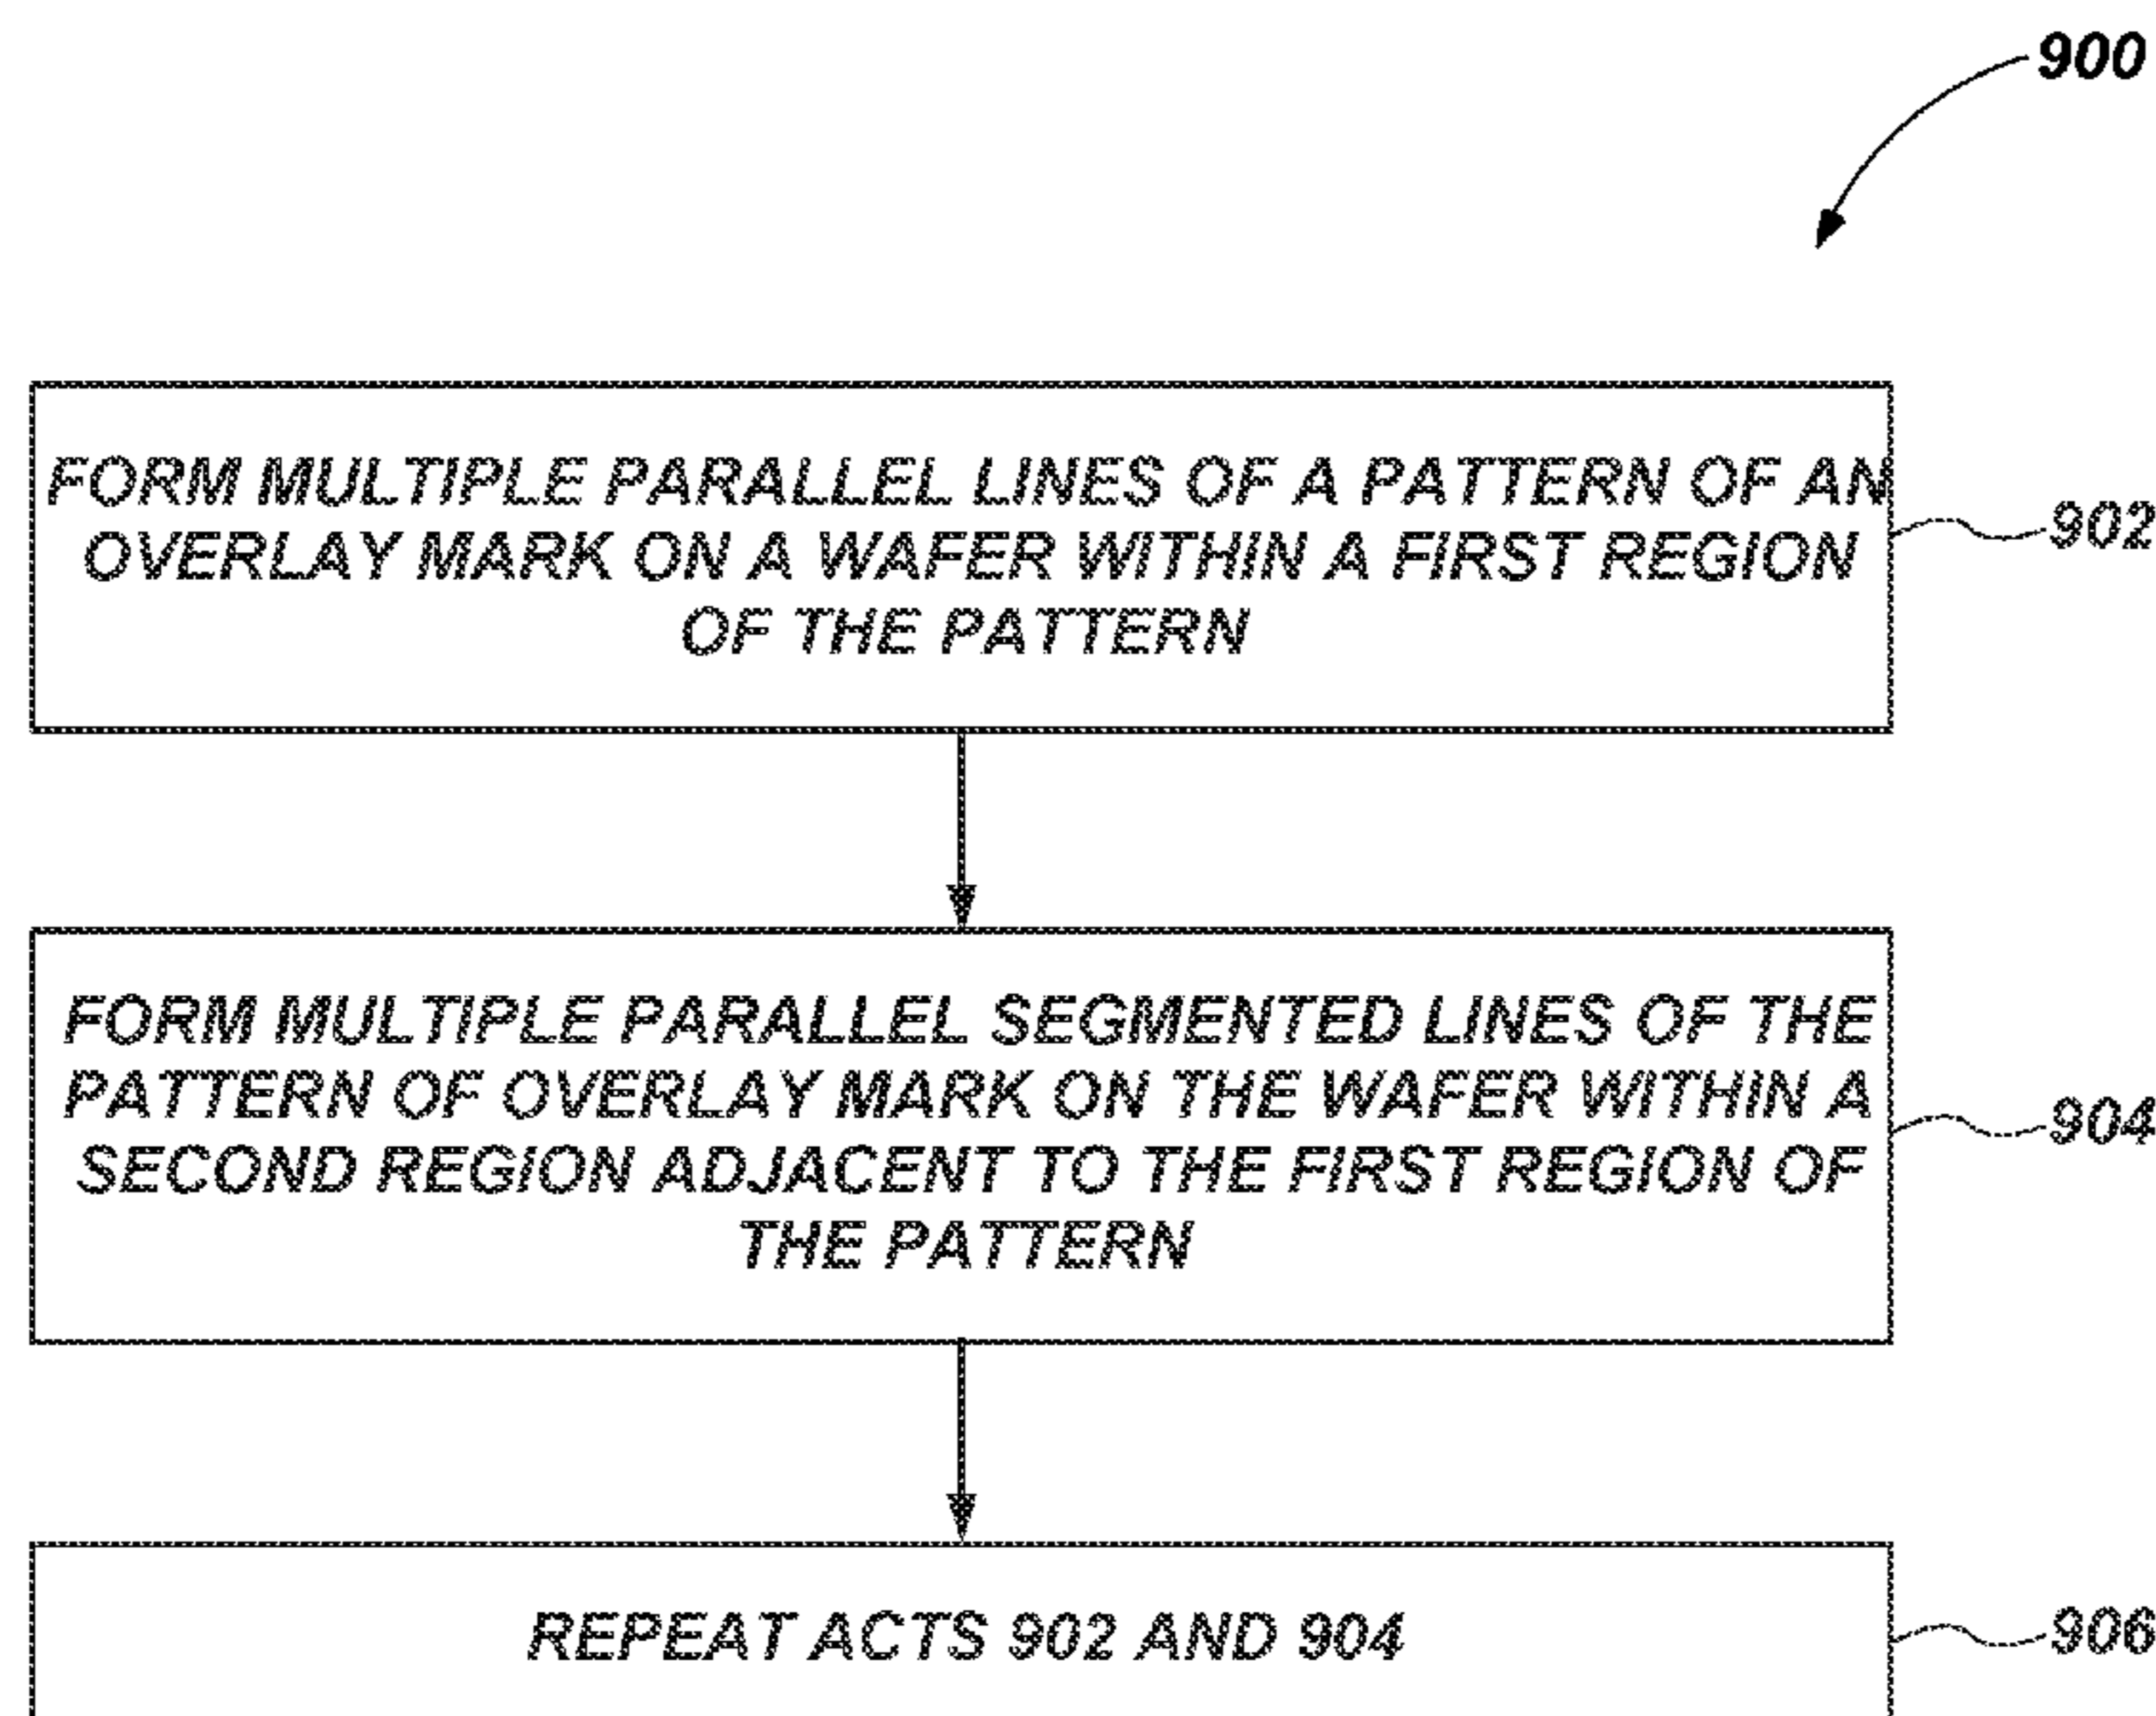 900
FORM MULTIPLE PARALLEL LINES OF A PATTERN OF AN
OVERLAY MARK ON A WAFER WITHIN A FIRST REGION
OF THE PATTERN
902
FORM MULTIPLE PARALLEL SEGMENTED LINES OF THE
PATTERN OF OVERLAY MARK ON THE WAFER WITHIN A
SECOND REGION ADJACENT TO THE FIRST REGION OF
THE PATTERN
904
REPEAT ACTS 902 AND 904
906